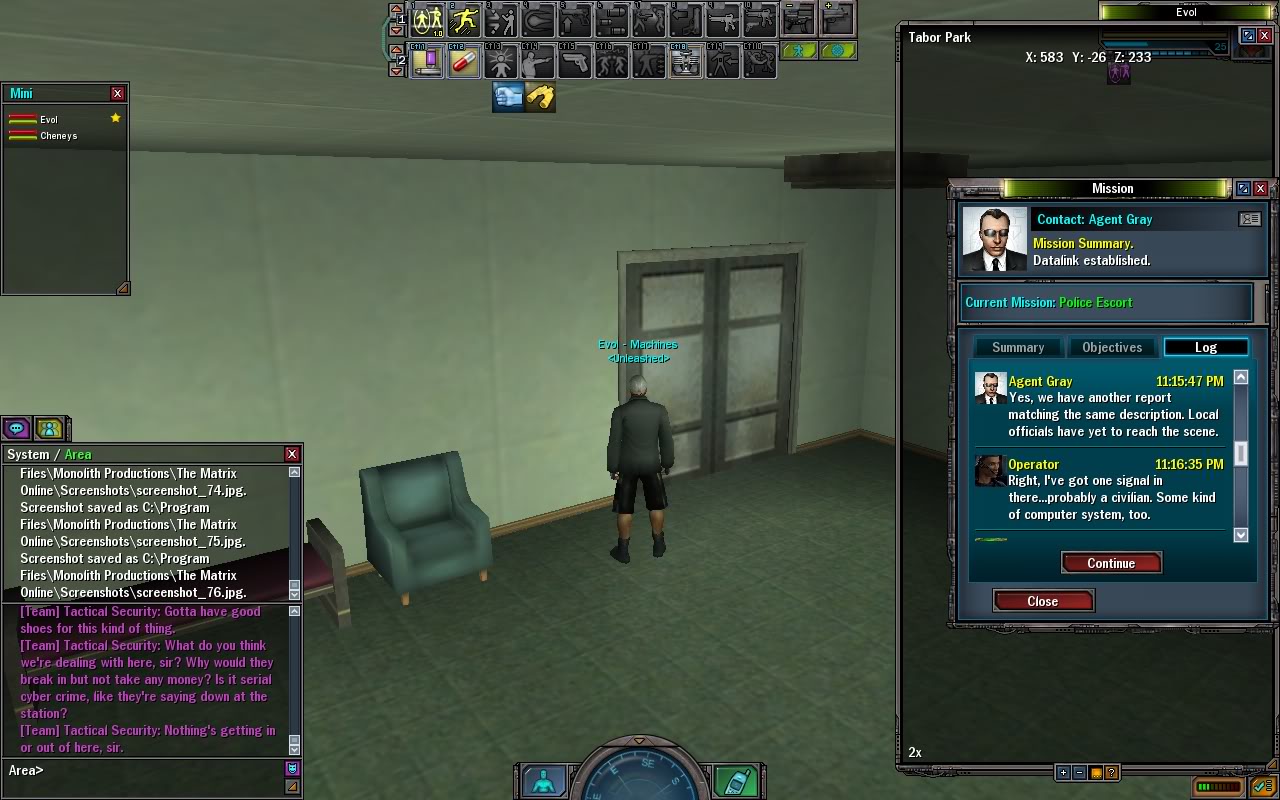 Evol
Tabor Park
X: 583 Y: -26 Z: 233
25
1
2
1.0
Mini
Evol
Cheneys
Evol - Machines
<Unleashed>
Mission
Contact: Agent Gray
Mission Summary.
Datalink established.
Current Mission: Police Escort
Summary
Objectives
Log
Agent Gray 11:15:47 PM
Yes, we have another report
matching the same description. Local
officials have yet to reach the scene.
Operator 11:16:35 PM
Right, I've got one signal in
there...probably a civilian. Some kind
of computer system, too.
Continue
Close
System / Area
Files\Monolith Productions\The Matrix
Online\Screenshots\screenshot_74.jpg.
Screenshot saved as C:\Program
Files\Monolith Productions\The Matrix
Online\Screenshots\screenshot_75.jpg.
Screenshot saved as C:\Program
Files\Monolith Productions\The Matrix
Online\Screenshots\screenshot_76.jpg.
[Team] Tactical Security: Gotta have good
shoes for this kind of thing.
[Team] Tactical Security: What do you think
we're dealing with here, sir? Why would they
break in but not take any money? Is it serial
cyber crime, like they're saying down at the
station?
[Team] Tactical Security: Nothing's getting in
or out of here, sir.
Area>
E
SE
S
2x